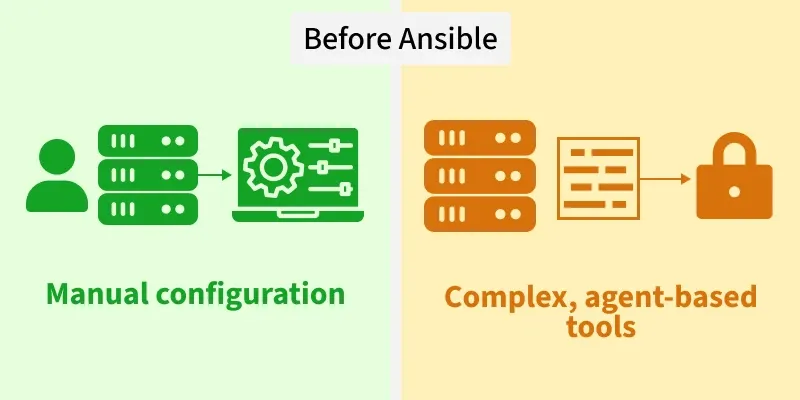 Before Ansible
Manual configuration
Complex, agent-based
tools